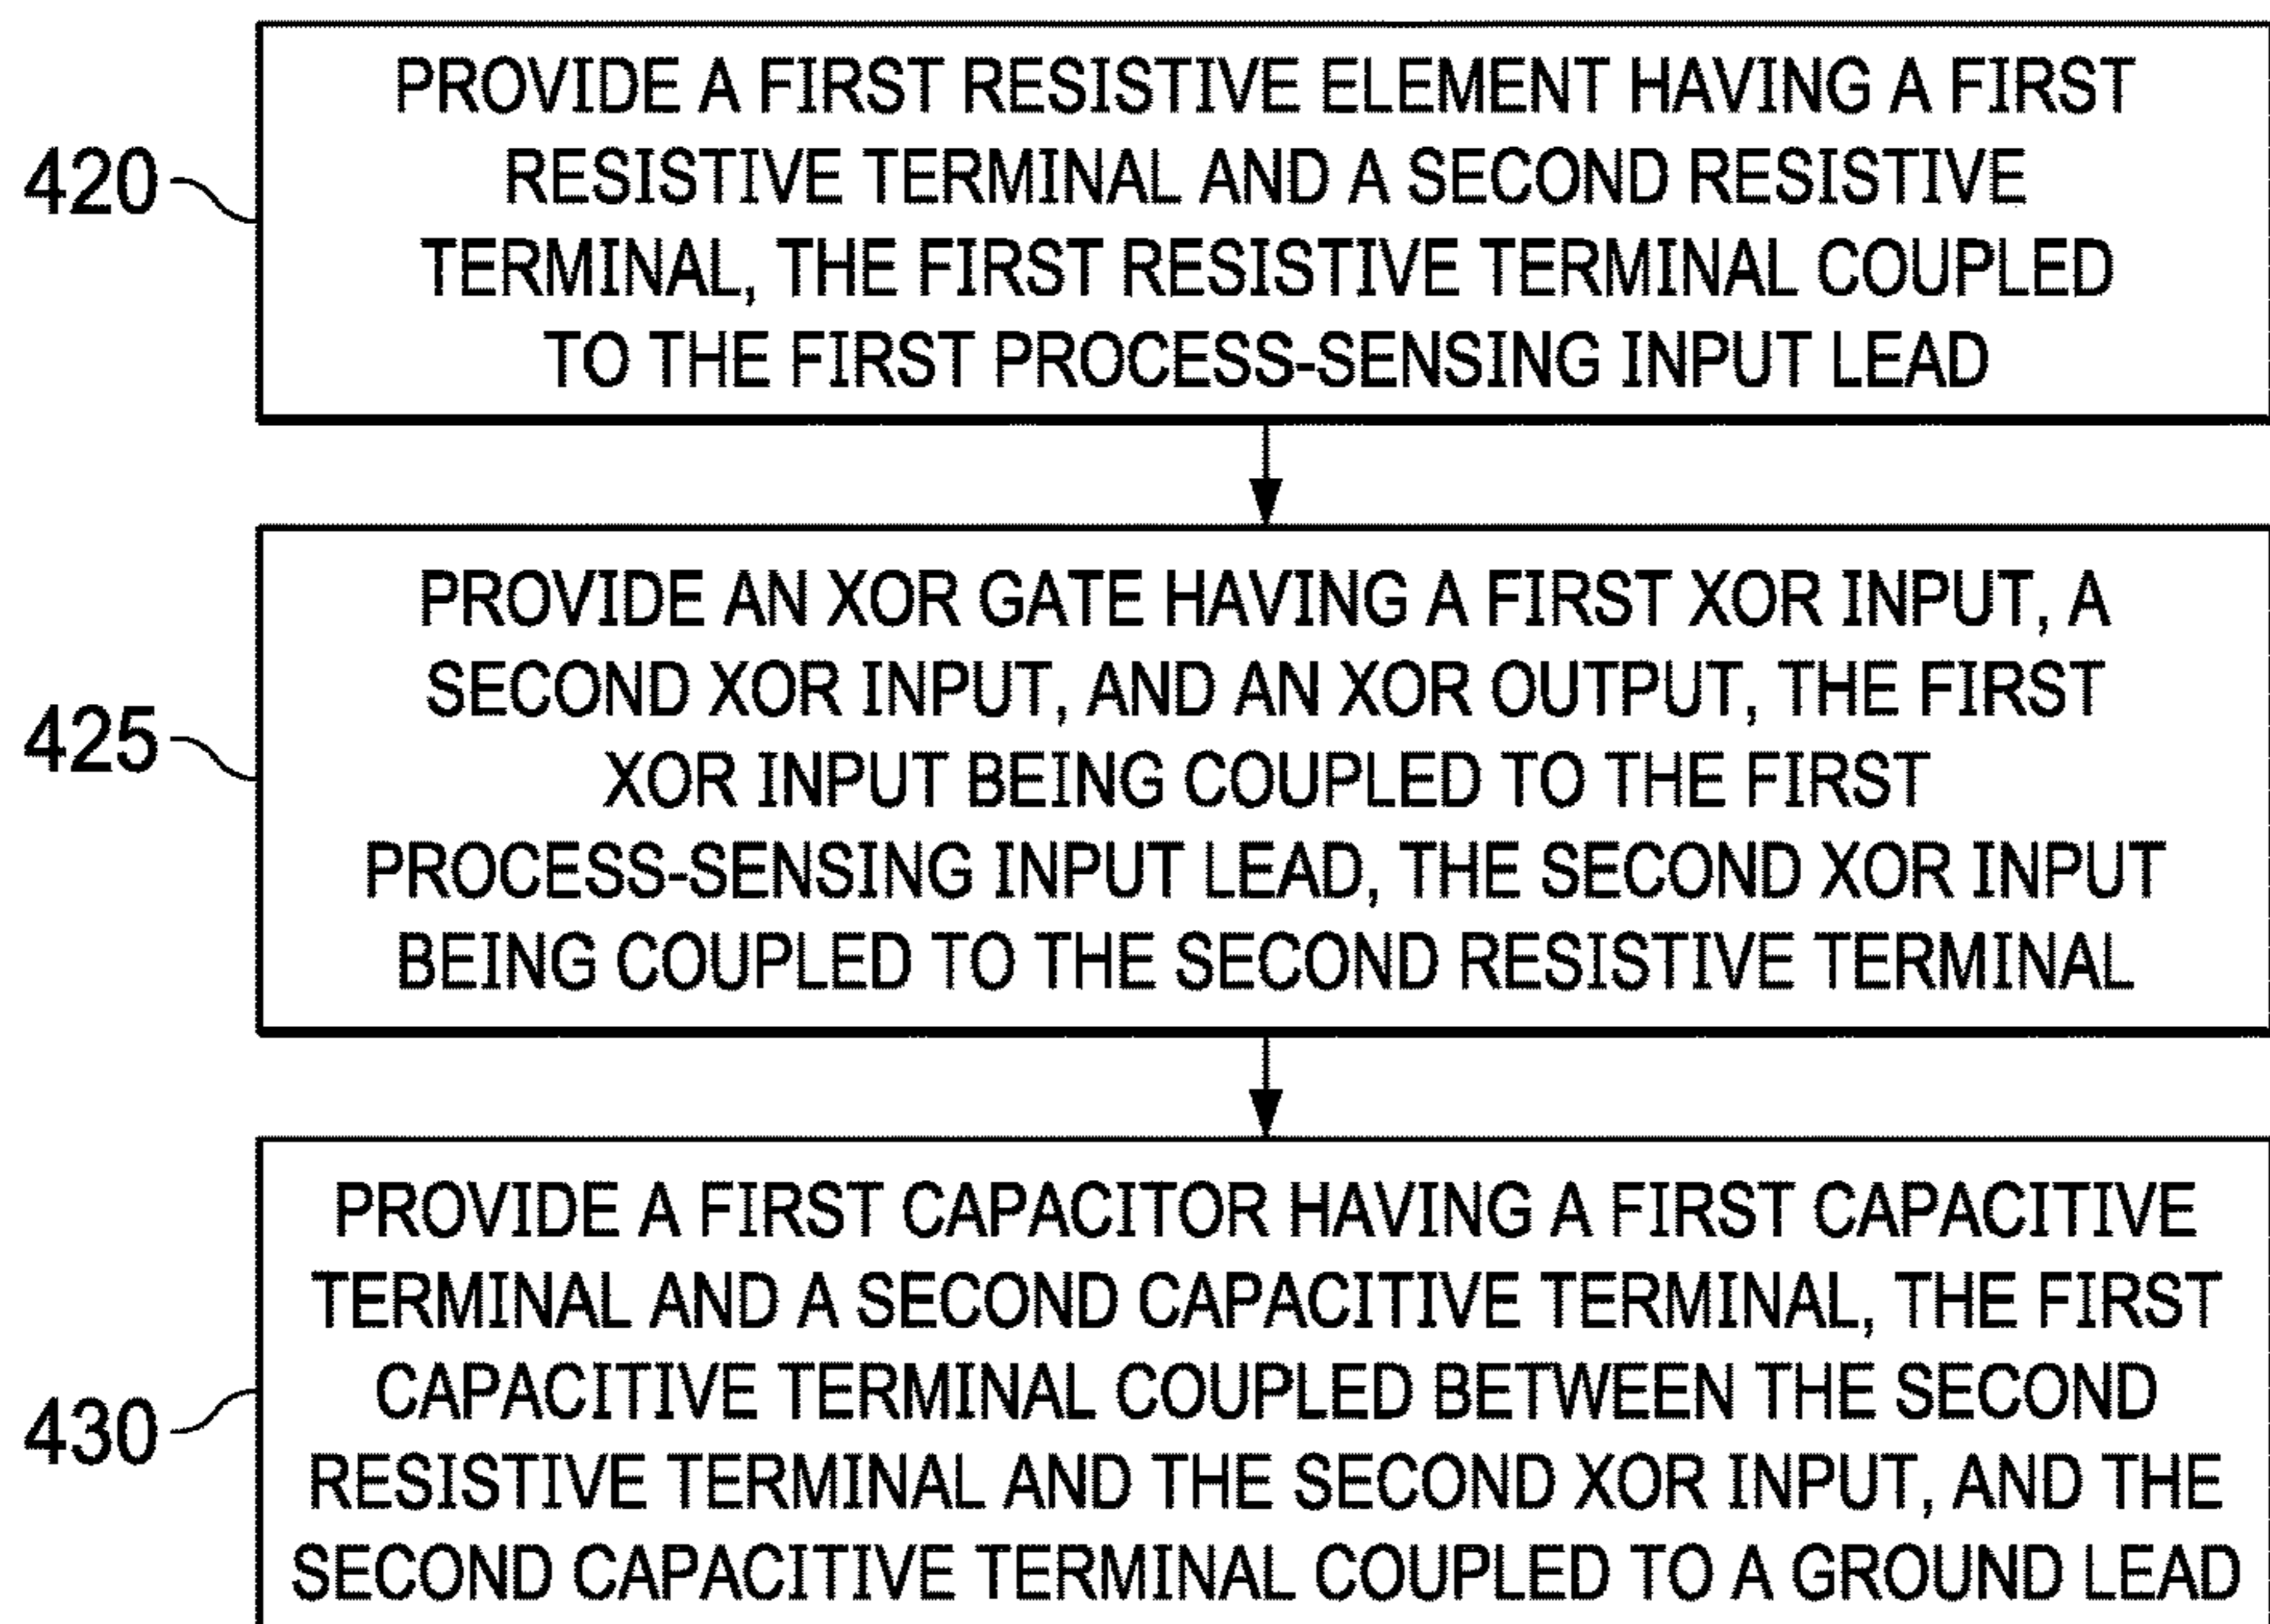 PROVIDE A FIRST RESISTIVE ELEMENT HAVING A FIRST
RESISTIVE TERMINAL AND A SECOND RESISTIVE
TERMINAL, THE FIRST RESISTIVE TERMINAL COUPLED
TO THE FIRST PROCESS-SENSING INPUT LEAD
420
PROVIDE AN XOR GATE HAVING A FIRST XOR INPUT, A
SECOND XOR INPUT, AND AN XOR OUTPUT, THE FIRST
XOR INPUT BEING COUPLED TO THE FIRST
PROCESS-SENSING INPUT LEAD, THE SECOND XOR INPUT
BEING COUPLED TO THE SECOND RESISTIVE TERMINAL
425
PROVIDE A FIRST CAPACITOR HAVING A FIRST CAPACITIVE
TERMINAL AND A SECOND CAPACITIVE TERMINAL, THE FIRST
CAPACITIVE TERMINAL COUPLED BETWEEN THE SECOND
RESISTIVE TERMINAL AND THE SECOND XOR INPUT, AND THE
SECOND CAPACITIVE TERMINAL COUPLED TO A GROUND LEAD
430